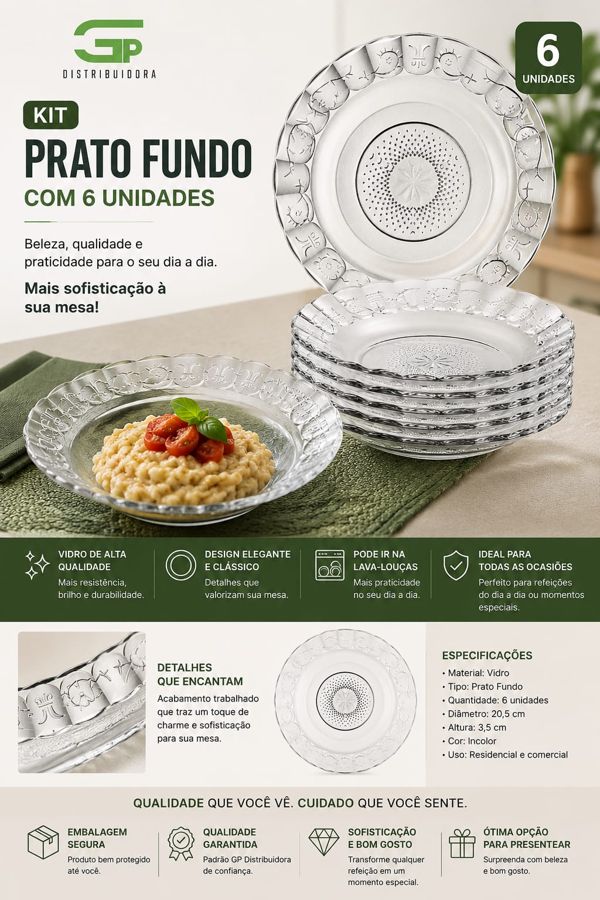 GP
DISTRIBUIDORA
6
UNIDADES
KIT
PRATO FUNDO
COM 6 UNIDADES
Beleza, qualidade e
praticidade para o seu dia a dia.
Mais sofisticação à
sua mesa!
VIDRO DE ALTA
QUALIDADE
Mais resistência,
brilho e durabilidade.
DESIGN ELEGANTE
E CLÁSSICO
Detalhes que
valorizam sua mesa.
PODE IR NA
LAVA-LOUÇAS
Mais praticidade
no seu dia a dia.
IDEAL PARA
TODAS AS OCASIÕES
Perfeito para refeições
do dia a dia ou momentos
especiais.
DETALHES
QUE ENCANTAM
Acabamento trabalhado
que traz um toque de
charme e sofisticação
para sua mesa.
ESPECIFICAÇÕES
• Material: Vidro
• Tipo: Prato Fundo
• Quantidade: 6 unidades
• Diâmetro: 20,5 cm
• Altura: 3,5 cm
• Cor: Incolor
• Uso: Residencial e comercial
QUALIDADE QUE VOCÊ VÊ. CUIDADO QUE VOCÊ SENTE.
EMBALAGEM
SEGURA
Produto bem protegido
até você.
QUALIDADE
GARANTIDA
Padrão GP Distribuidora
de confiança.
SOFISTICAÇÃO
E BOM GOSTO
Transforme qualquer
refeição em um
momento especial.
ÓTIMA OPÇÃO
PARA PRESENTEAR
Surpreenda com beleza
e bom gosto.